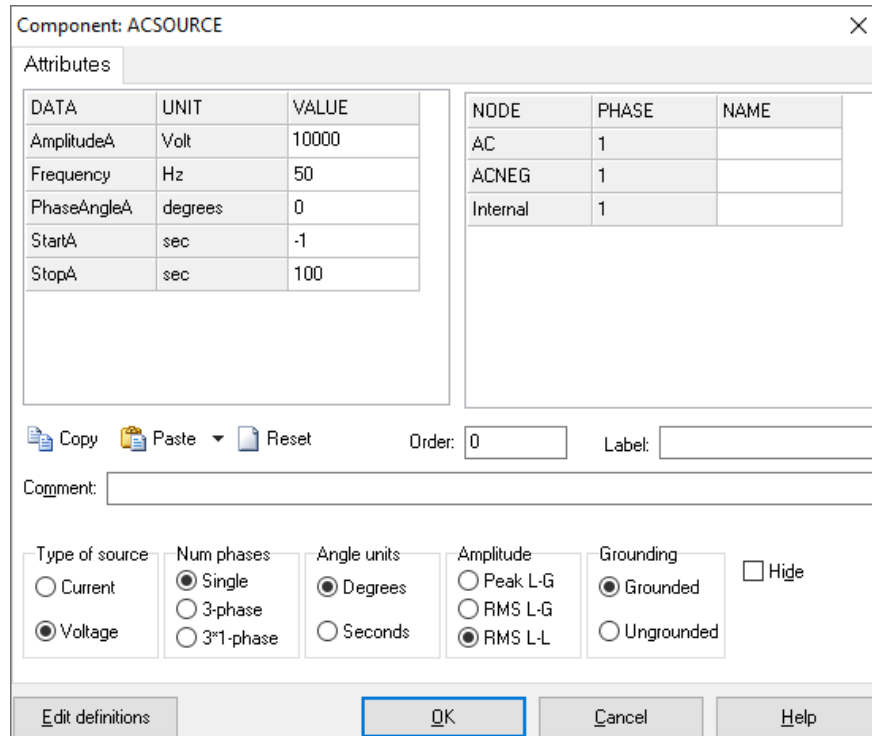 Component: ACSOURCE
Attributes
DATA UNIT VALUE
AmplitudeA Volt 10000
Frequency Hz 50
PhaseAngleA degrees 0
StartA sec -1
StopA sec 100
NODE PHASE NAME
AC 1
ACNEG 1
Internal 1
Copy Paste Reset Order: 0 Label:
Comment:
Type of source
Current
Voltage
Num phases
Single
3-phase
3*1-phase
Angle units
Degrees
Seconds
Amplitude
Peak L-G
RMS L-G
RMS L-L
Grounding
Grounded
Ungrounded
Hide
Edit definitions OK Cancel Help